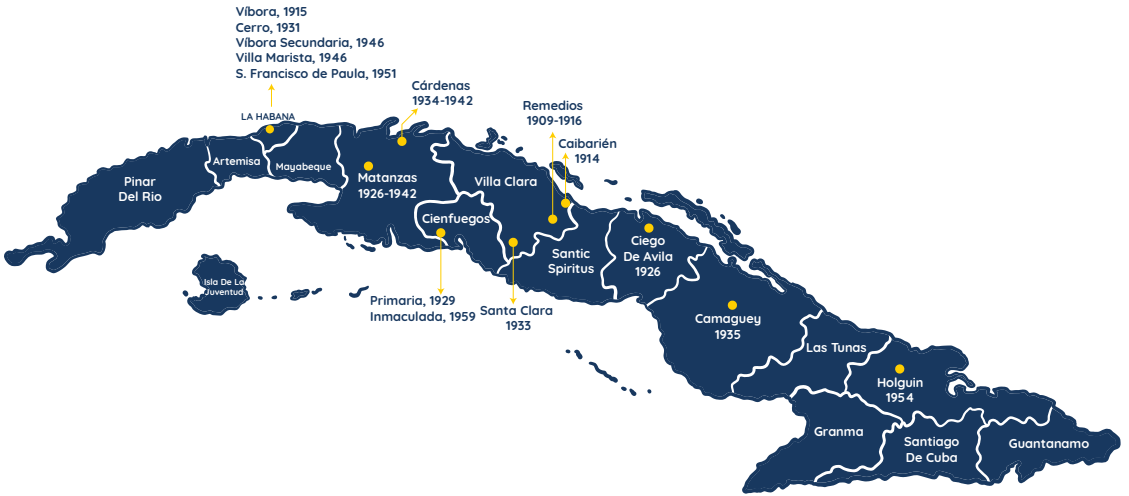 Víbora, 1915
Cerro, 1931
Víbora Secundaria, 1946
Villa Marista, 1946
S. Francisco de Paula, 1951
LA HABANA
Cárdenas
1934-1942
Remedios
1909-1916
Caibarién
1914
Pinar
Del Rio
Artemisa
Mayabeque
Matanzas
1926-1942
Villa Clara
Cienfuegos
Santic
Spiritus
Ciego
De Avila
1926
Isla De La
Juventud
Primaria, 1929
Inmaculada, 1959
Santa Clara
1933
Camaguey
1935
Las Tunas
Holguin
1954
Granma
Santiago
De Cuba
Guantanamo